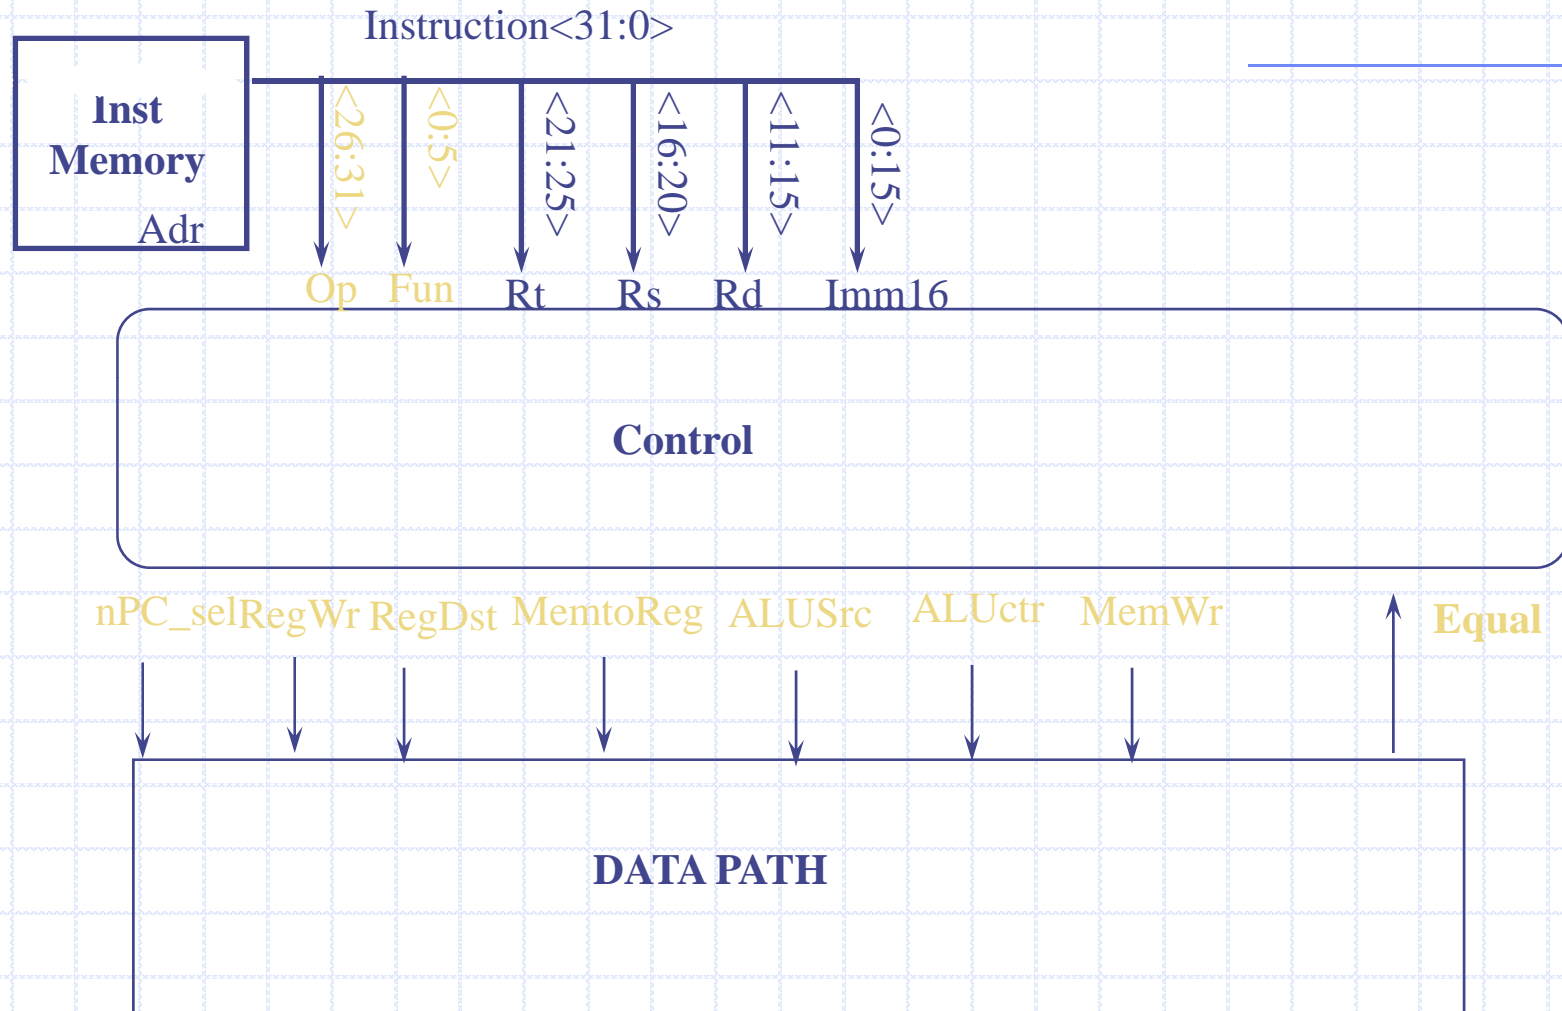 Instruction<31:0>
Inst
Memory
Adr
<26:31>
<0:5>
<21:25>
<16:20>
<11:15>
<0:15>
Op
Fun
Rt
Rs
Rd
Imm16
Control
nPC_sel
RegWr
RegDst
MemtoReg
ALUSrc
ALUctr
MemWr
Equal
DATA PATH